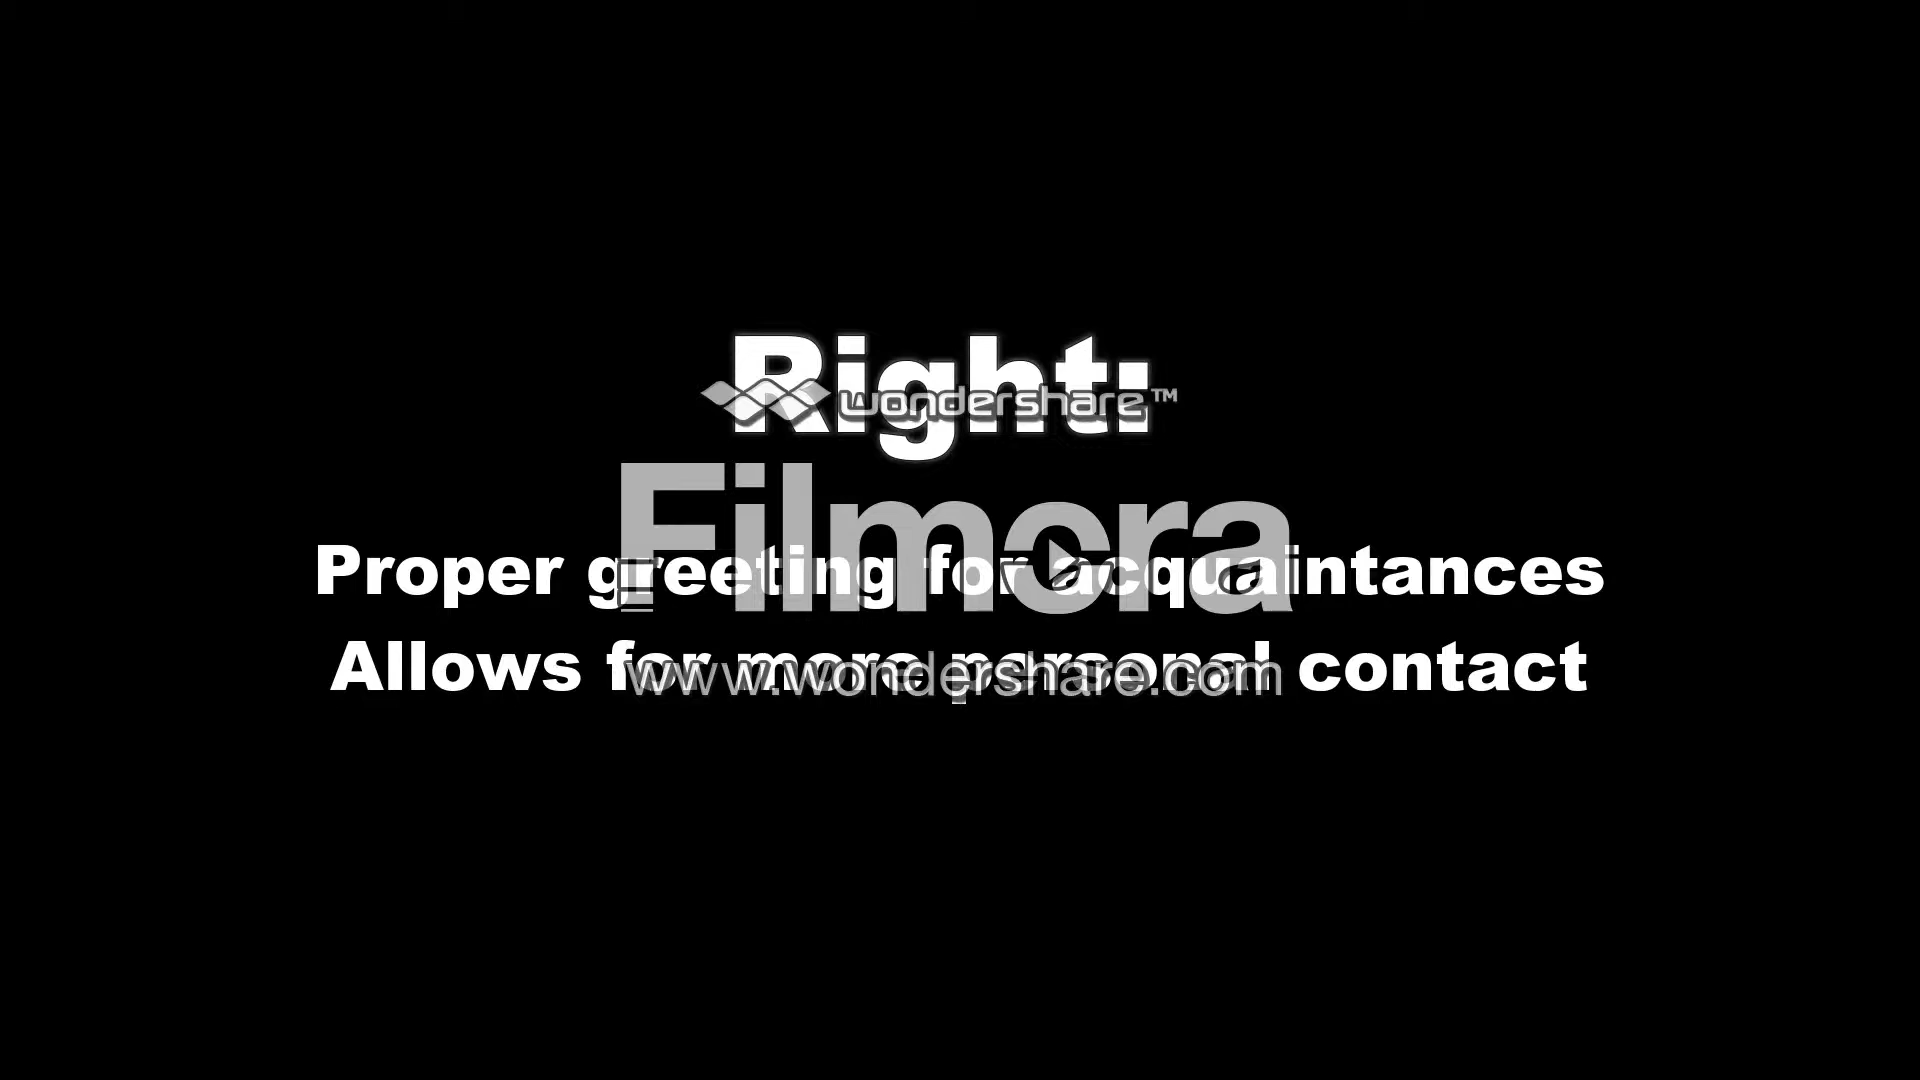 Right:
wondershare™
Filmora
Proper greeting for acquaintances
Allows for more personal contact
www.wondershare.com